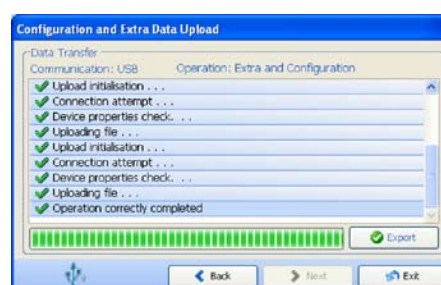 Configuration and Extra Data Upload
Data Transfer
Communication: USB Operation: Extra and Configuration
Upload initialisation . . .
Connection attempt . . .
Device properties check. . .
Uploading file . . .
Upload initialisation . . .
Connection attempt . . .
Device properties check. . .
Uploading file . . .
Operation correctly completed
Export
Back Next Exit